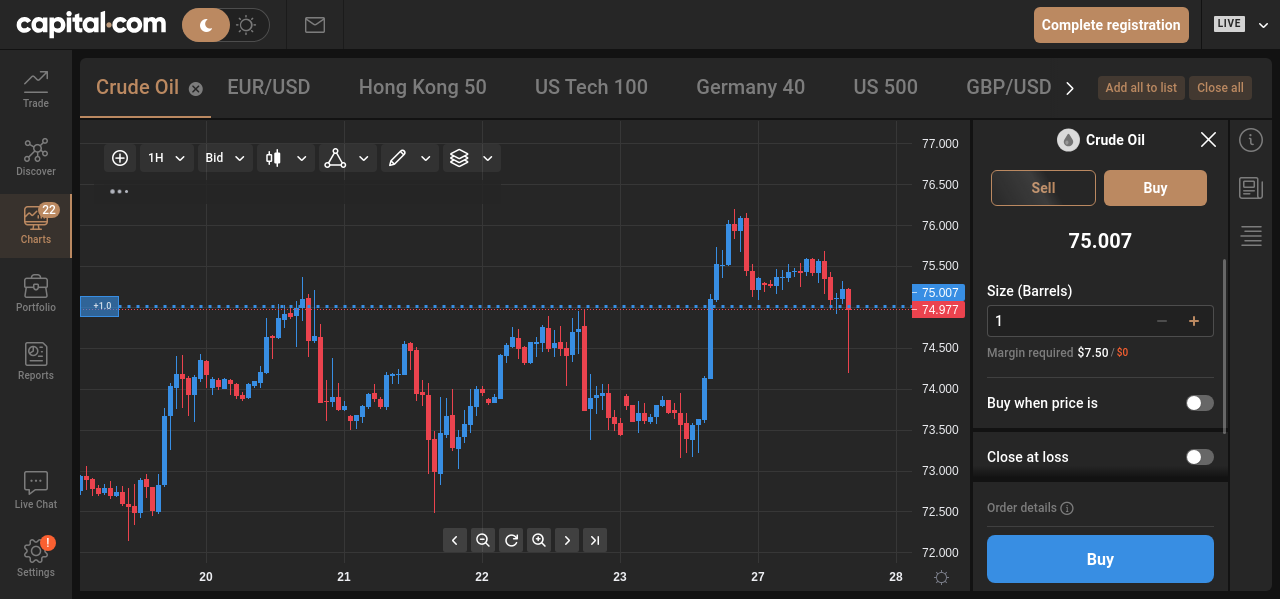 capital.com
Complete registration
LIVE
Trade
Discover
22
Charts
Portfolio
Reports
Live Chat
!
Settings
Crude Oil
EUR/USD
Hong Kong 50
US Tech 100
Germany 40
US 500
GBP/USD
Add all to list
Close all
1H
Bid
+1.0
77.000
76.500
76.000
75.500
75.007
74.977
74.500
74.000
73.500
73.000
72.500
72.000
20
21
22
23
27
28
Crude Oil
Sell
Buy
75.007
Size (Barrels)
1
Margin required $7.50 / $0
Buy when price is
Close at loss
Order details
Buy